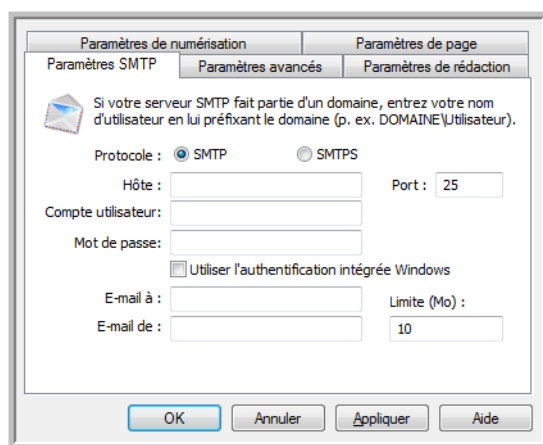 Paramètres de numérisation Paramètres de page
Paramètres SMTP Paramètres avancés Paramètres de rédaction
Si votre serveur SMTP fait partie d'un domaine, entrez votre nom
d'utilisateur en lui préfixant le domaine (p. ex. DOMAINE\Utilisateur).
Protocole : SMTP SMTPS
Hôte : Port : 25
Compte utilisateur:
Mot de passe:
Utiliser l'authentification intégrée Windows
E-mail à : Limite (Mo) :
E-mail de : 10
OK Annuler Appliquer Aide